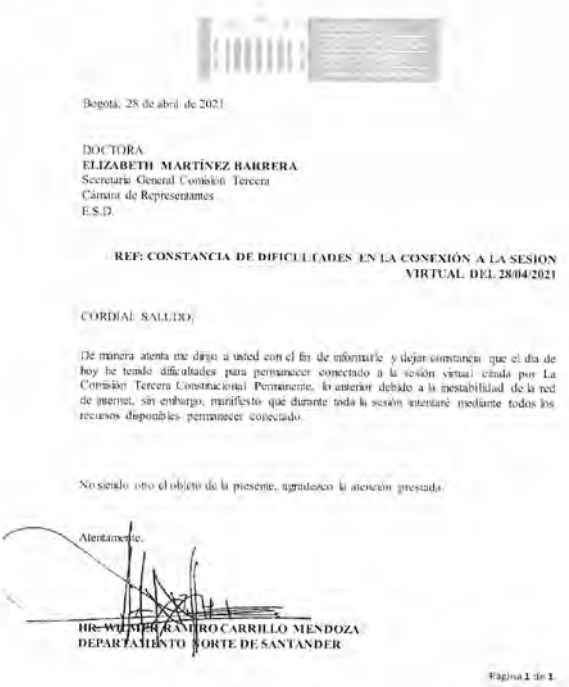 Bogotá, 28 de abril de 2021
DOCTORA
ELIZABETH MARTÍNEZ BARRERA
Secretaria General Comisión Tercera
Cámara de Representantes
E.S.D.
REF: CONSTANCIA DE DIFICULTADES EN LA CONEXIÓN A LA SESION
VIRTUAL DEL 28/04/2021
CORDIAL SALUDO,
De manera atenta me dirijo a usted con el fin de informarle y dejar constancia que el día de
hoy he tenido dificultades para permanecer conectado a la sesión virtual citada por La
Comisión Tercera Constitucional Permanente, lo anterior debido a la inestabilidad de la red
de internet, sin embargo, manifiesto que durante toda la sesión intentaré mediante todos los
recursos disponibles permanecer conectado.
No siendo otro el objeto de la presente, agradezco la atención prestada.
Atentamente,
HR. WILMER RAMIRO CARRILLO MENDOZA
DEPARTAMENTO NORTE DE SANTANDER
Página 1 de 1